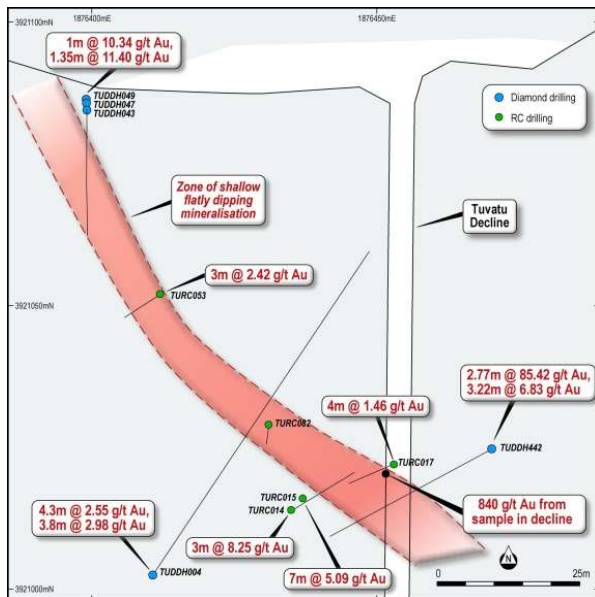 1876400mE
1876450mE
3921100mN
1m @ 10.34 g/t Au,
1.35m @ 11.40 g/t Au
TUDDH049
TUDDH047
TUDDH043
Diamond drilling
RC drilling
Zone of shallow
flatly dipping
mineralisation
Tuvatu
Decline
3m @ 2.42 g/t Au
TURC053
3921050mN
2.77m @ 85.42 g/t Au,
3.22m @ 6.83 g/t Au
4m @ 1.46 g/t Au
TURC082
TUDDH442
TURC017
4.3m @ 2.55 g/t Au,
3.8m @ 2.98 g/t Au
TURC015
TURC014
840 g/t Au from
sample in decline
3m @ 8.25 g/t Au
7m @ 5.09 g/t Au
TUDDH004
N
0
25m
3921000mN